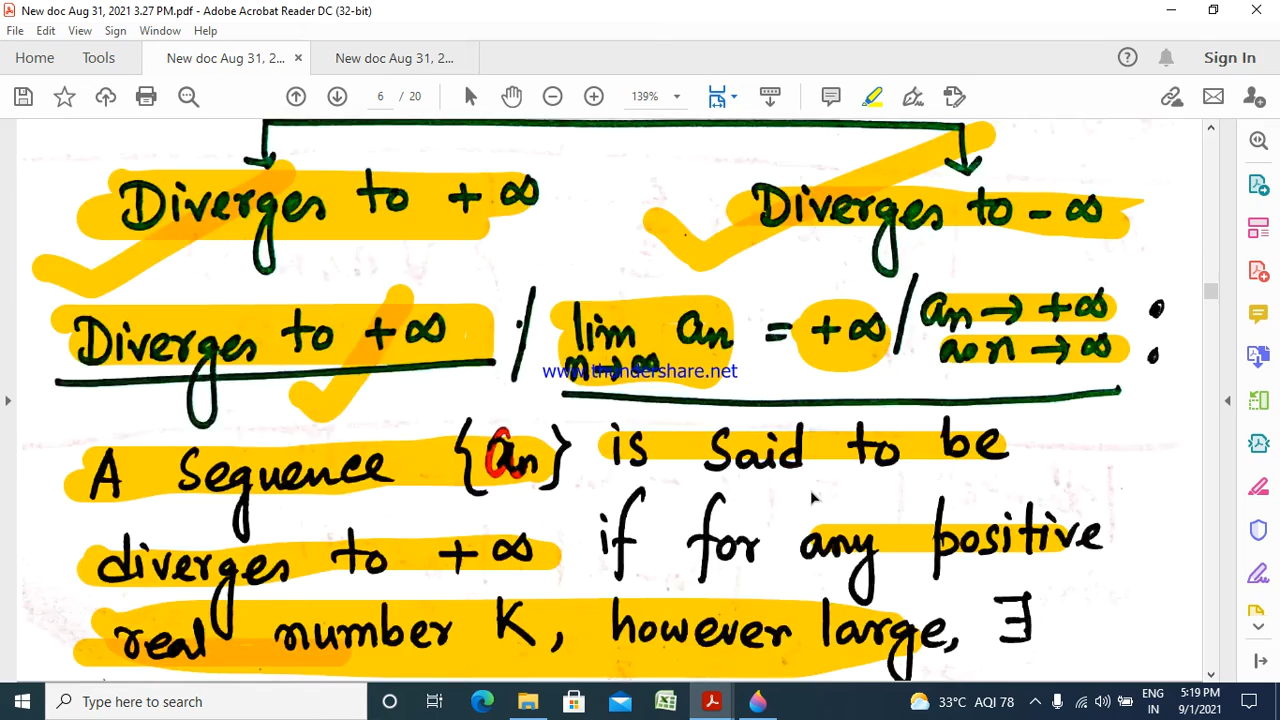 New doc Aug 31, 2021 3.27 PM.pdf - Adobe Acrobat Reader DC (32-bit)
File Edit View Sign Window Help
Home Tools New doc Aug 31, 2... × New doc Aug 31, 2... Sign In
6 / 20 139%
Diverges to + ∞ Diverges to - ∞
Diverges to +∞ / lim n→∞ an = +∞ / an → +∞ as n → ∞ :
www.thundershare.net
A sequence {an} is said to be
diverges to + ∞ if for any positive
real number K, however large, ∃
Type here to search 33°C AQI 78 ENG IN 5:19 PM 9/1/2021